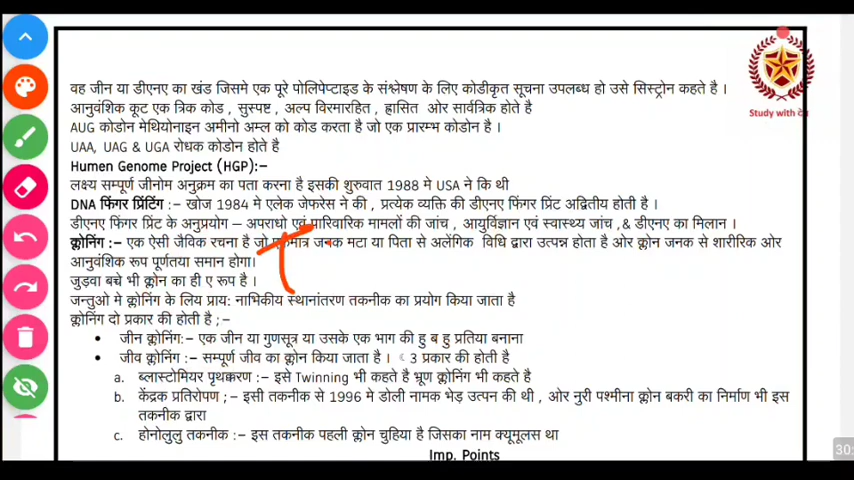 वह जीन या डीएनए का खंड जिसमे एक पूरे पोलिपेप्टाइड के संश्लेषण के लिए कोडीकृत सूचना उपलब्ध हो उसे सिस्ट्रोन कहते है ।
आनुवंशिक कूट एक त्रिक कोड , सुस्पष्ट , अल्प विरमारहित , ह्रासित ओर सार्वत्रिक होते है
AUG कोडोन मेथियोनाइन अमीनो अम्ल को कोड करता है जो एक प्रारम्भ कोडोन है ।
UAA, UAG & UGA रोधक कोडोन होते है
Humen Genome Project (HGP):-
लक्ष्य सम्पूर्ण जीनोम अनुक्रम का पता करना है इसकी शुरुवात 1988 मे USA ने कि थी
DNA फिंगर प्रिंटिंग :- खोज 1984 मे एलेक जेफरेस ने की , प्रत्येक व्यक्ति की डीएनए फिंगर प्रिंट अद्वितीय होती है ।
डीएनए फिंगर प्रिंट के अनुप्रयोग – अपराधो एवं पारिवारिक मामलों की जांच , आयुर्विज्ञान एवं स्वास्थ्य जांच ,& डीएनए का मिलान ।
क्लोनिंग :- एक ऐसी जैविक रचना है जो एकमात्र जनक मटा या पिता से अलेंगिक विधि द्वारा उत्पन्न होता है ओर क्लोन जनक से शारीरिक ओर
आनुवंशिक रूप पूर्णतया समान होगा।
जुड़वा बचे भी क्लोन का ही ए रूप है ।
जन्तुओ मे क्लोनिंग के लिय प्राय: नाभिकीय स्थानांतरण तकनीक का प्रयोग किया जाता है
क्लोनिंग दो प्रकार की होती है ;-
• जीन क्लोनिंग:- एक जीन या गुणसूत्र या उसके एक भाग की हु ब हु प्रतिया बनाना
• जीव क्लोनिंग :- सम्पूर्ण जीव का क्लोन किया जाता है । 3 प्रकार की होती है
a. ब्लास्टोमियर पृथक्करण :- इसे Twinning भी कहते है भ्रूण क्लोनिंग भी कहते है
b. केंद्रक प्रतिरोपण ;- इसी तकनीक से 1996 मे डोली नामक भेड़ उत्पन की थी , ओर नुरी पश्मीना क्लोन बकरी का निर्माण भी इस
तकनीक द्वारा
c. होनोलुलु तकनीक :- इस तकनीक पहली क्लोन चुहिया है जिसका नाम क्यूमूलस था
Imp. Points
Study with
30: